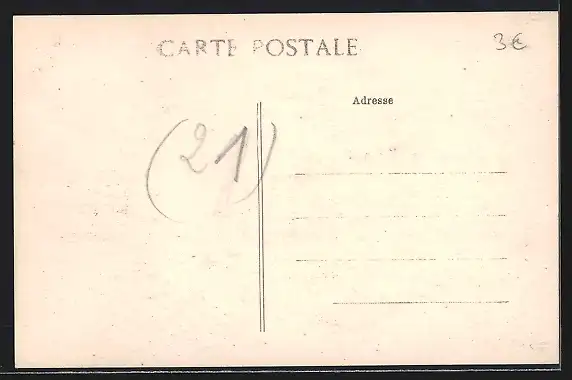 CARTE POSTALE
3€
Adresse
(21)